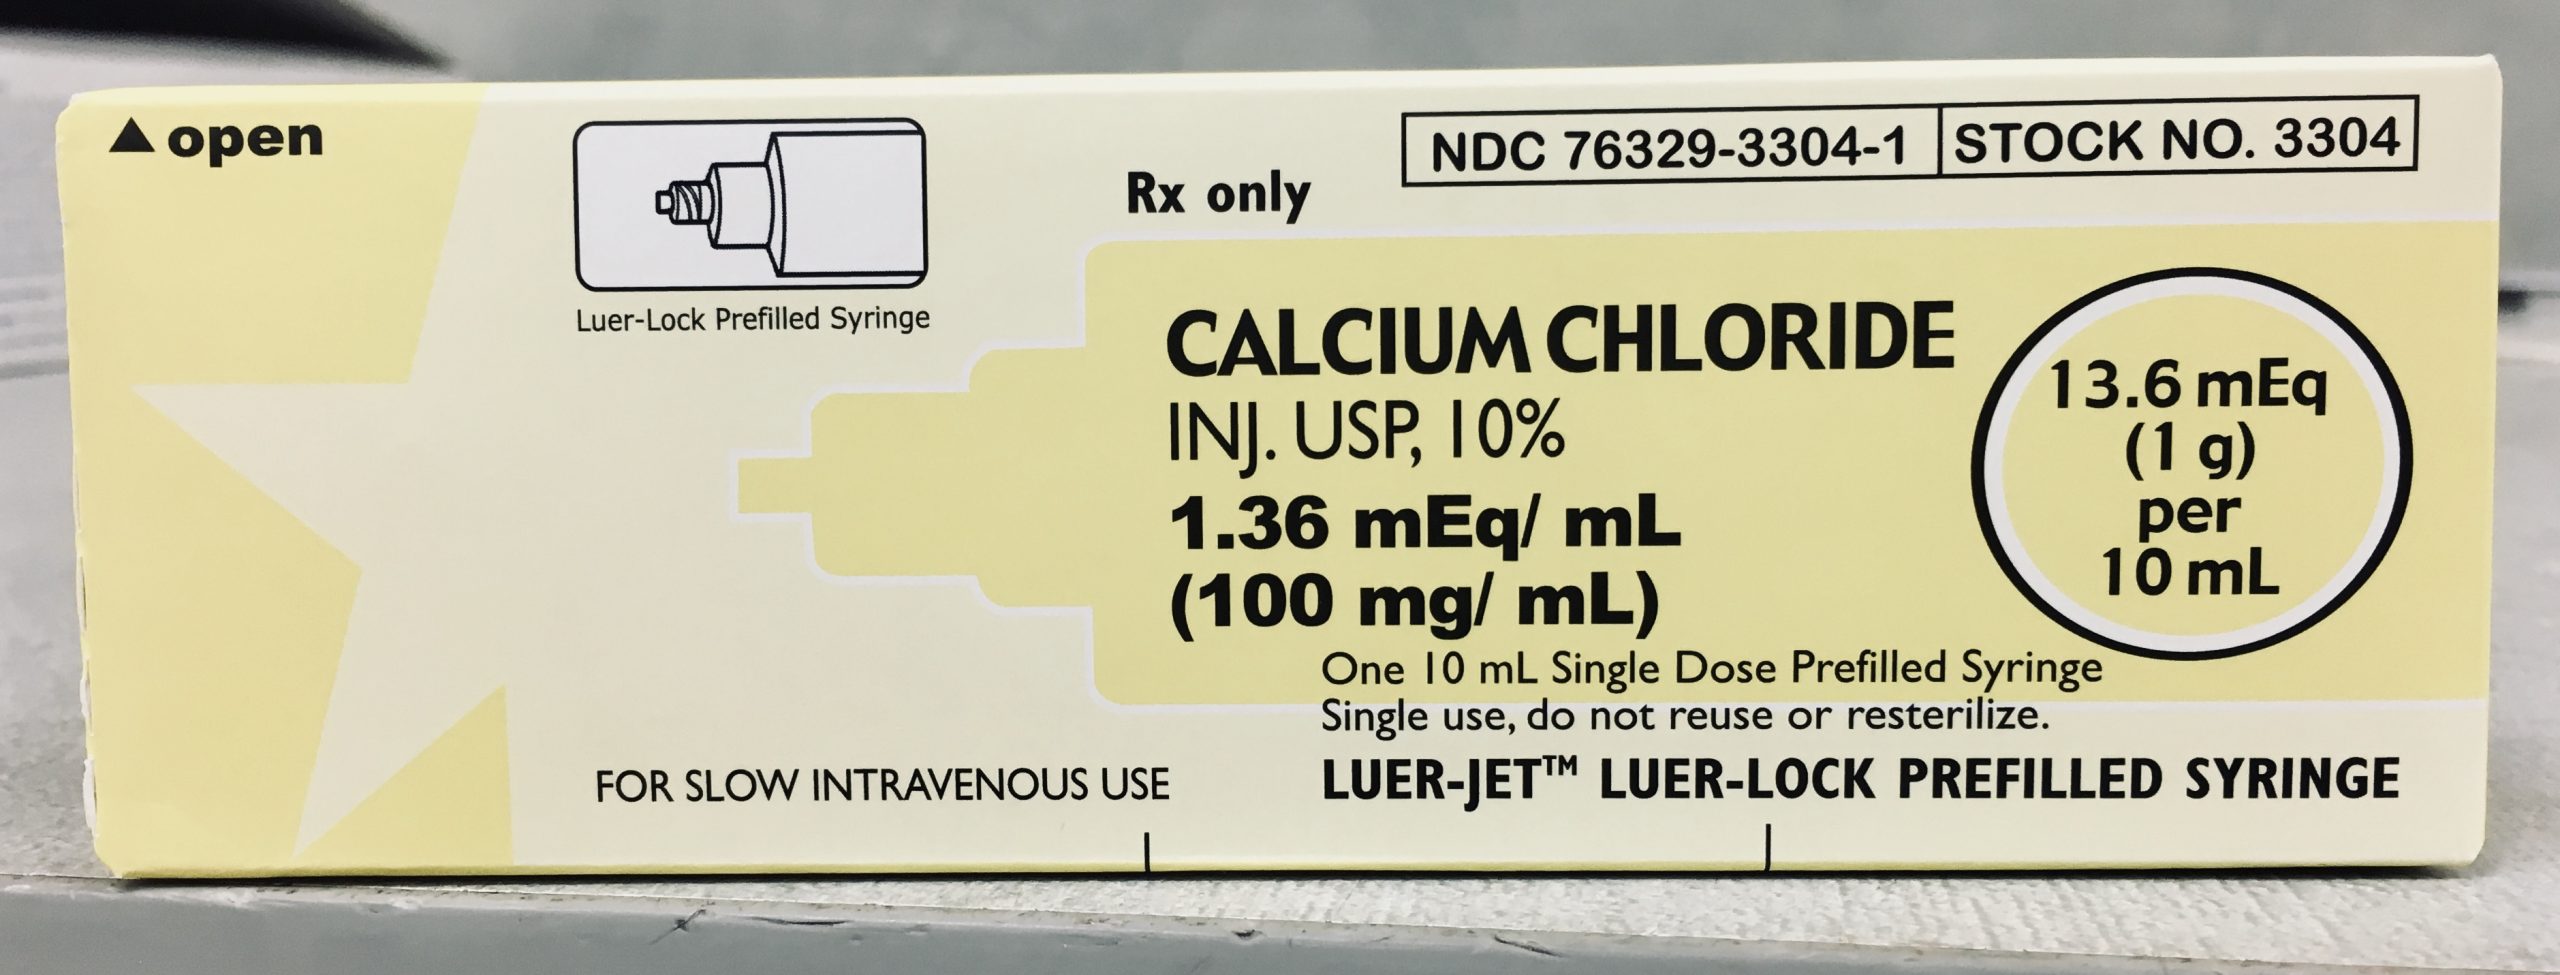 ▲ open
Luer-Lock Prefilled Syringe
Rx only
NDC 76329-3304-1 STOCK NO. 3304
CALCIUM CHLORIDE
INJ. USP, 10%
1.36 mEq/ mL
(100 mg/ mL)
13.6 mEq
(1 g)
per
10 mL
One 10 mL Single Dose Prefilled Syringe
Single use, do not reuse or resterilize.
FOR SLOW INTRAVENOUS USE
LUER-JET™ LUER-LOCK PREFILLED SYRINGE